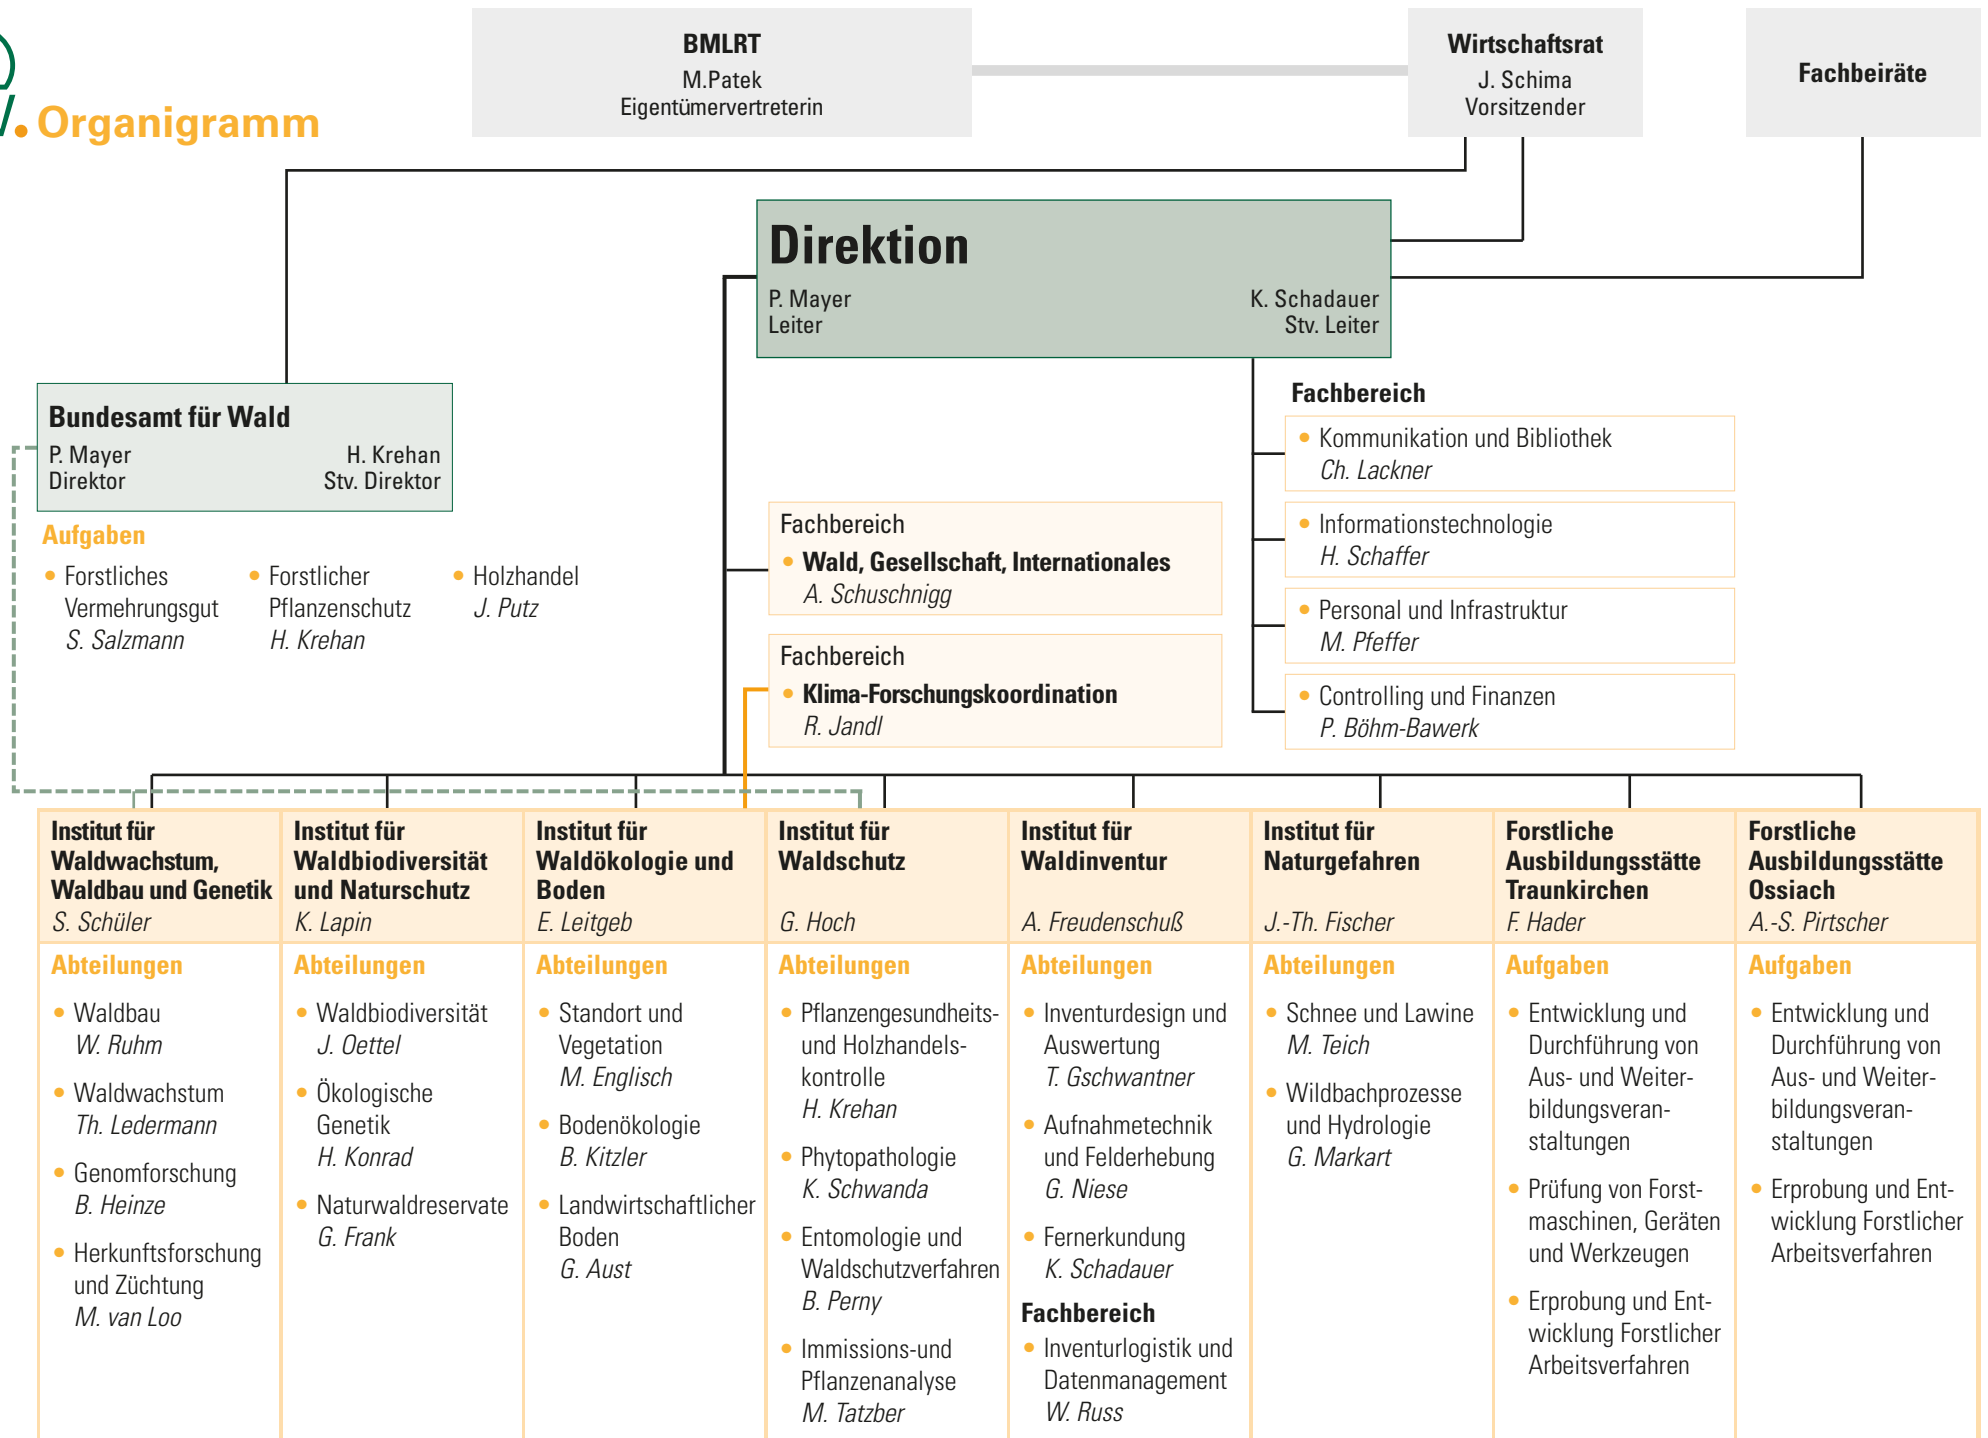 Organigramm
BMLRT
M.Patek
Eigentümervertreterin
Wirtschaftsrat
J. Schima
Vorsitzender
Fachbeiräte
Direktion
P. Mayer
Leiter
K. Schadauer
Stv. Leiter
Bundesamt für Wald
P. Mayer
Direktor
H. Krehan
Stv. Direktor
Aufgaben
• Forstliches
Vermehrungsgut
S. Salzmann
• Forstlicher
Pflanzenschutz
H. Krehan
• Holzhandel
J. Putz
Fachbereich
• Wald, Gesellschaft, Internationales
A. Schuschnigg
Fachbereich
• Klima-Forschungskoordination
R. Jandl
Fachbereich
• Kommunikation und Bibliothek
Ch. Lackner
• Informationstechnologie
H. Schaffer
• Personal und Infrastruktur
M. Pfeffer
• Controlling und Finanzen
P. Böhm-Bawerk
Institut für
Waldwachstum,
Waldbau und Genetik
S. Schüler
Abteilungen
• Waldbau
W. Ruhm
• Waldwachstum
Th. Ledermann
• Genomforschung
B. Heinze
• Herkunftsforschung
und Züchtung
M. van Loo
Institut für
Waldbiodiversität
und Naturschutz
K. Lapin
Abteilungen
• Waldbiodiversität
J. Oettel
• Ökologische
Genetik
H. Konrad
• Naturwaldreservate
G. Frank
Institut für
Waldökologie und
Boden
E. Leitgeb
Abteilungen
• Standort und
Vegetation
M. Englisch
• Bodenökologie
B. Kitzler
• Landwirtschaftlicher
Boden
G. Aust
Institut für
Waldschutz
G. Hoch
Abteilungen
• Pflanzengesundheits-
und Holzhandels-
kontrolle
H. Krehan
• Phytopathologie
K. Schwanda
• Entomologie und
Waldschutzverfahren
B. Perny
• Immissions-und
Pflanzenanalyse
M. Tatzber
Institut für
Waldinventur
A. Freudenschuß
Abteilungen
• Inventurdesign und
Auswertung
T. Gschwantner
• Aufnahmetechnik
und Felderhebung
G. Niese
• Fernerkundung
K. Schadauer
Fachbereich
• Inventurlogistik und
Datenmanagement
W. Russ
Institut für
Naturgefahren
J.-Th. Fischer
Abteilungen
• Schnee und Lawine
M. Teich
• Wildbachprozesse
und Hydrologie
G. Markart
Forstliche
Ausbildungsstätte
Traunkirchen
F. Hader
Aufgaben
• Entwicklung und
Durchführung von
Aus- und Weiter-
bildungsveran-
staltungen
• Prüfung von Forst-
maschinen, Geräten
und Werkzeugen
• Erprobung und Ent-
wicklung Forstlicher
Arbeitsverfahren
Forstliche
Ausbildungsstätte
Ossiach
A.-S. Pirtscher
Aufgaben
• Entwicklung und
Durchführung von
Aus- und Weiter-
bildungsveran-
staltungen
• Erprobung und Ent-
wicklung Forstlicher
Arbeitsverfahren